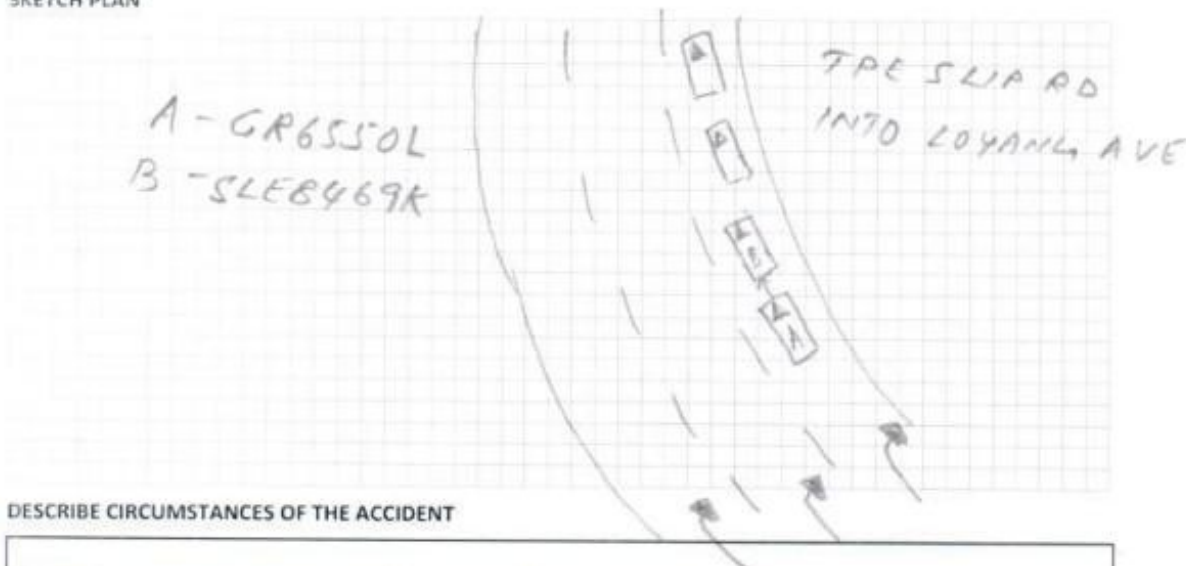 SKETCH PLAN
A - GR6550L
B - SLE8469K
TPE SLIP RD
INTO LOYANG AVE
B
A
DESCRIBE CIRCUMSTANCES OF THE ACCIDENT